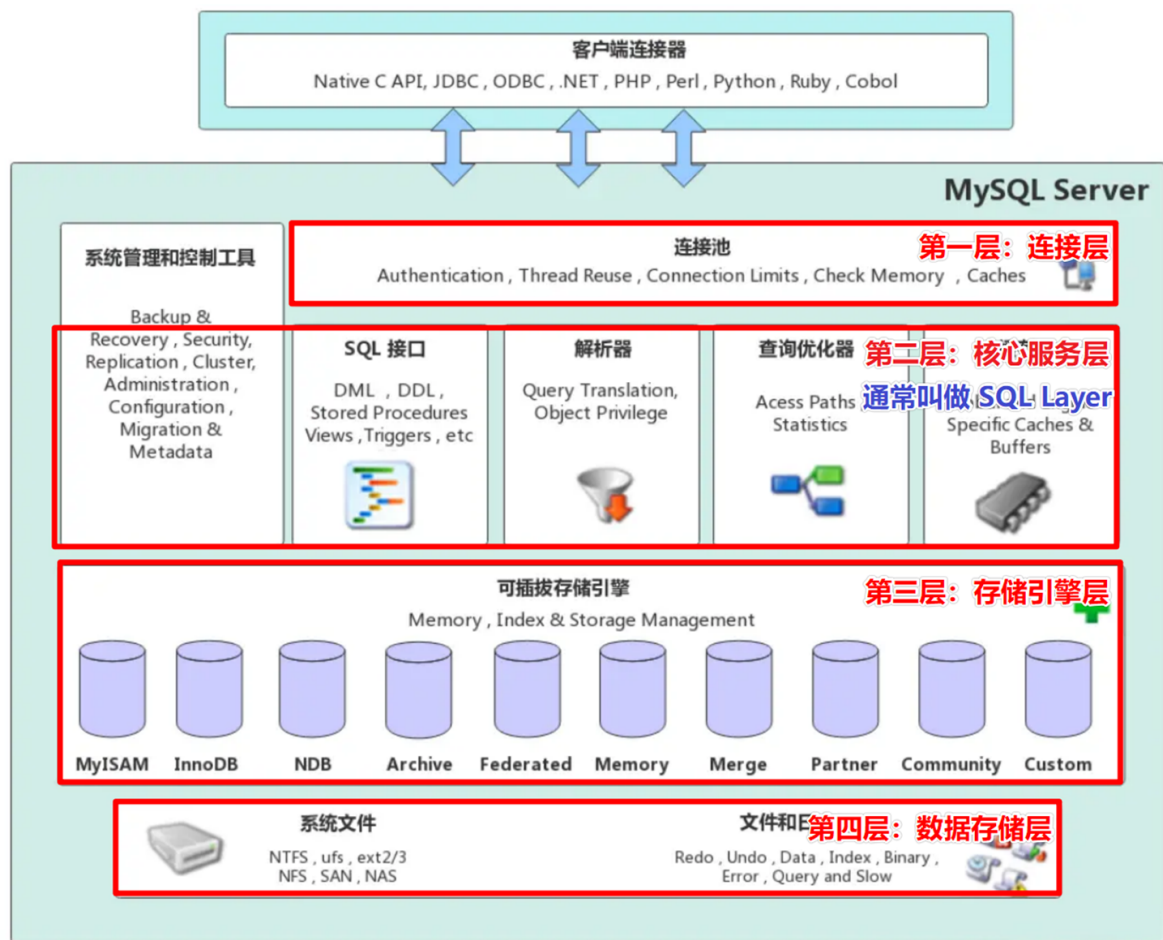 客户端连接器
Native C API, JDBC , ODBC , .NET , PHP , Perl , Python , Ruby , Cobol
MySQL Server
连接池
第一层：连接层
Authentication , Thread Reuse , Connection Limits , Check Memory , Caches
系统管理和控制工具
Backup &
Recovery , Security,
Replication , Cluster,
Administration ,
Configuration ,
Migration &
Metadata
SQL 接口
DML , DDL ,
Stored Procedures
Views ,Triggers , etc
解析器
Query Translation,
Object Privilege
查询优化器
Acess Paths
Statistics
第二层：核心服务层
通常叫做 SQL Layer
Specific Caches &
Buffers
可插拔存储引擎
第三层：存储引擎层
Memory , Index & Storage Management
MyISAM
InnoDB
NDB
Archive
Federated
Memory
Merge
Partner
Community
Custom
系统文件
NTFS , ufs , ext2/3
NFS , SAN , NAS
文件和
第四层：数据存储层
Redo , Undo , Data , Index , Binary ,
Error , Query and Slow